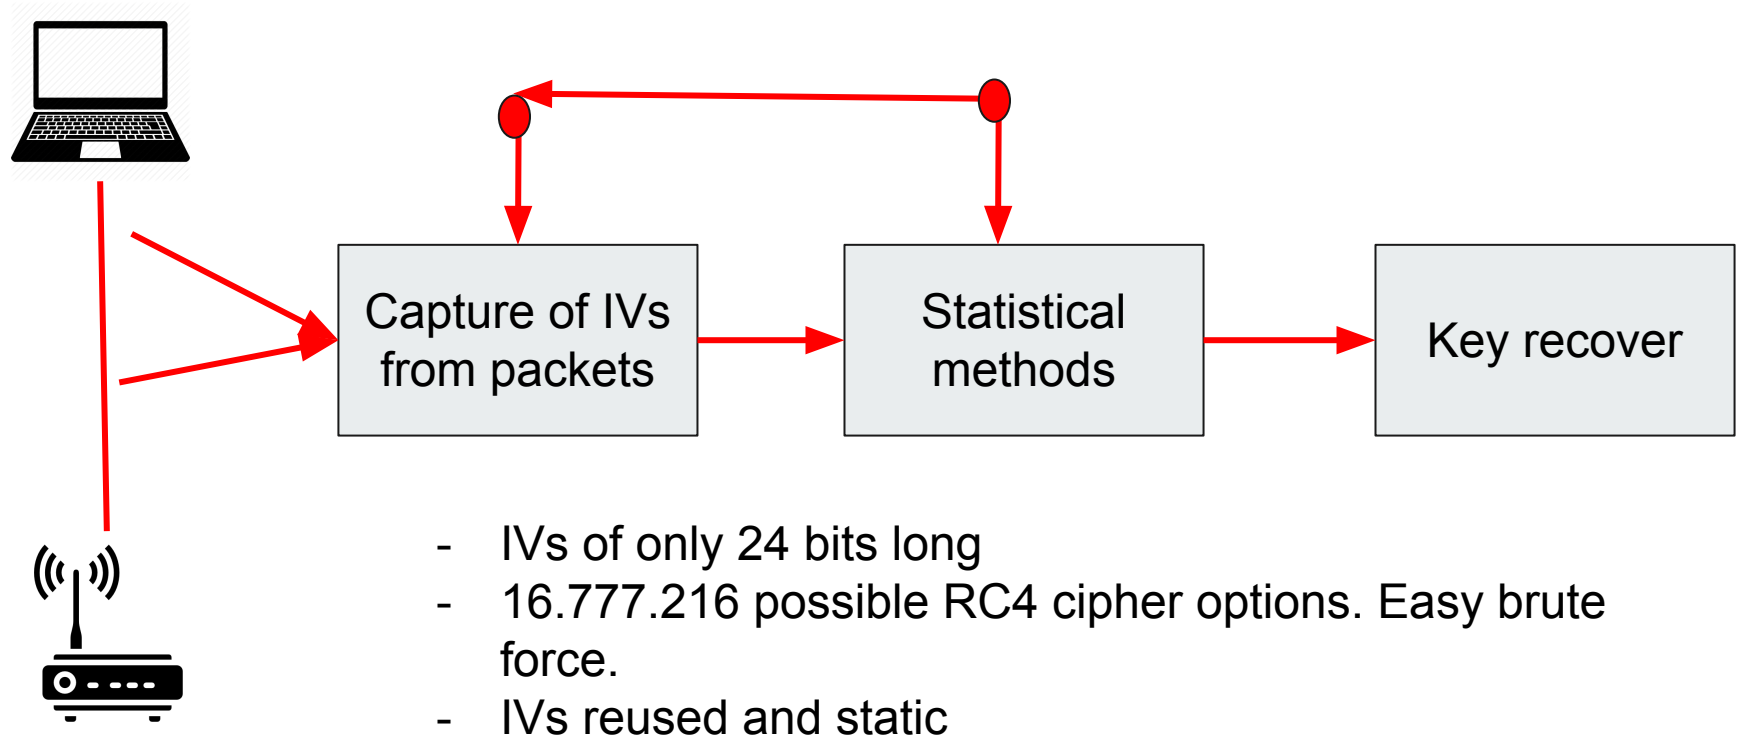 Capture of IVs
from packets
Statistical
methods
Key recover
- IVs of only 24 bits long
- 16.777.216 possible RC4 cipher options. Easy brute
force.
- IVs reused and static